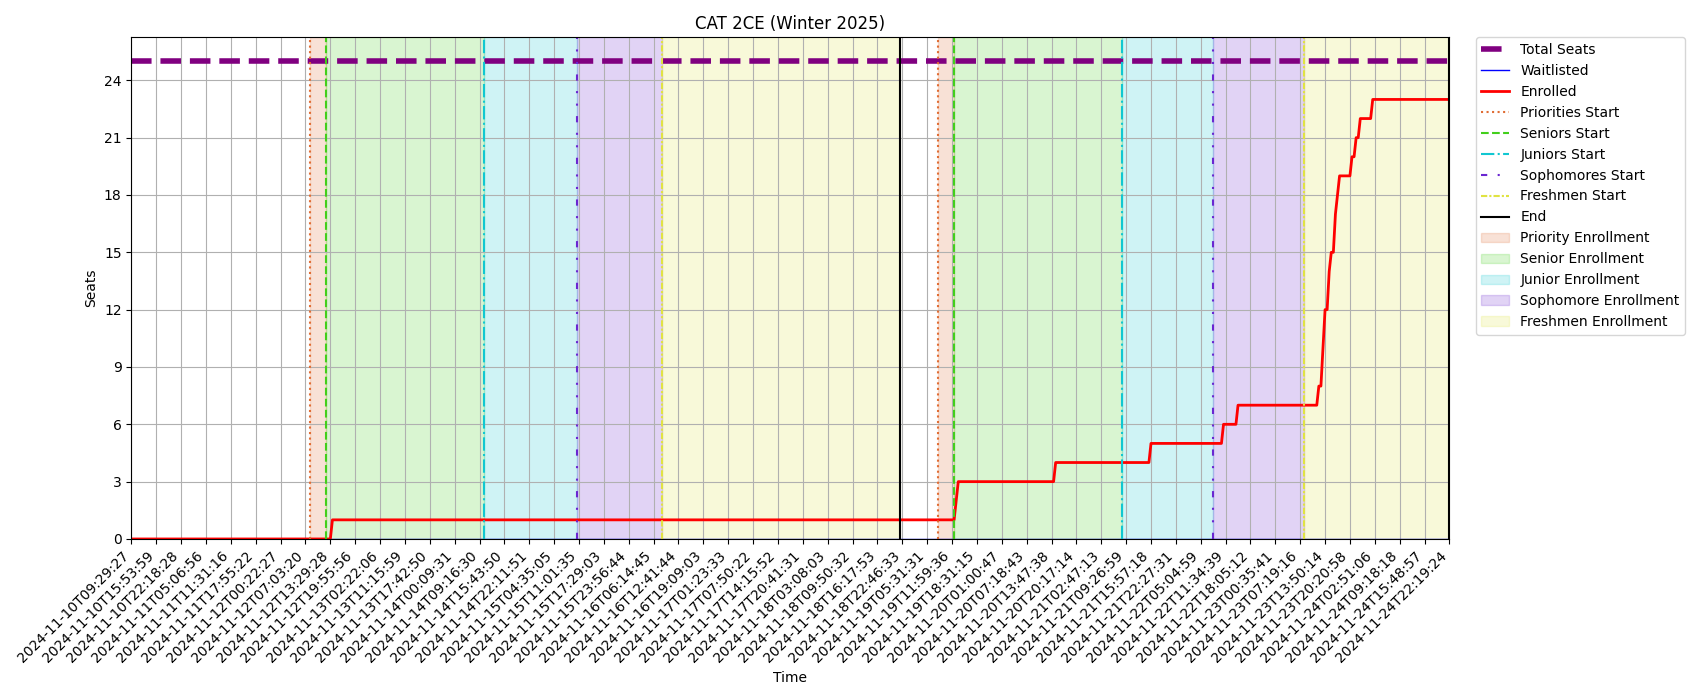 CAT 2CE (Winter 2025)
Seats
24
21
18
15
12
9
6
3
0
2024-11-10T09:29:27
2024-11-10T15:53:59
2024-11-10T22:18:28
2024-11-11T05:06:56
2024-11-11T11:31:16
2024-11-11T17:55:22
2024-11-12T00:22:27
2024-11-12T07:03:20
2024-11-12T13:29:28
2024-11-12T19:55:56
2024-11-13T02:22:06
2024-11-13T11:15:59
2024-11-13T17:42:50
2024-11-14T00:09:31
2024-11-14T09:16:30
2024-11-14T15:43:50
2024-11-14T22:11:51
2024-11-15T04:35:05
2024-11-15T11:01:35
2024-11-15T17:29:03
2024-11-15T23:56:44
2024-11-16T06:14:45
2024-11-16T12:41:44
2024-11-16T19:09:03
2024-11-17T01:23:33
2024-11-17T07:50:22
2024-11-17T14:15:52
2024-11-17T20:41:31
2024-11-18T03:08:03
2024-11-18T09:50:32
2024-11-18T16:17:53
2024-11-18T22:46:33
2024-11-19T05:31:31
2024-11-19T11:59:36
2024-11-19T18:31:15
2024-11-20T01:00:47
2024-11-20T07:18:43
2024-11-20T13:47:38
2024-11-20T20:17:14
2024-11-21T02:47:13
2024-11-21T09:26:59
2024-11-21T15:57:18
2024-11-21T22:27:31
2024-11-22T05:04:59
2024-11-22T11:34:39
2024-11-22T18:05:12
2024-11-23T00:35:41
2024-11-23T07:19:16
2024-11-23T13:50:14
2024-11-23T20:20:58
2024-11-24T02:51:06
2024-11-24T09:18:18
2024-11-24T15:48:57
2024-11-24T22:19:24
Time
Total Seats
Waitlisted
Enrolled
Priorities Start
Seniors Start
Juniors Start
Sophomores Start
Freshmen Start
End
Priority Enrollment
Senior Enrollment
Junior Enrollment
Sophomore Enrollment
Freshmen Enrollment